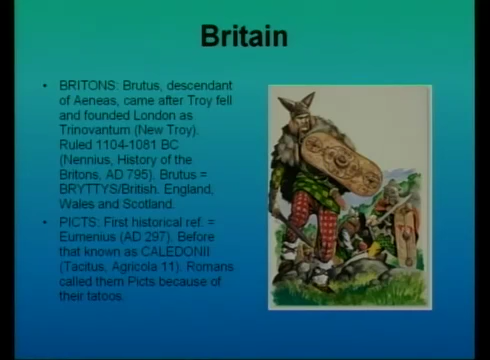 Britain
• BRITONS: Brutus, descendant
of Aeneas, came after Troy fell
and founded London as
Trinovantum (New Troy).
Ruled 1104-1081 BC
(Nennius, History of the
Britons, AD 795). Brutus =
BRYTTYS/British. England,
Wales and Scotland.
• PICTS: First historical ref. =
Eumenius (AD 297). Before
that known as CALEDONII
(Tacitus, Agricola 11). Romans
called them Picts because of
their tatoos.